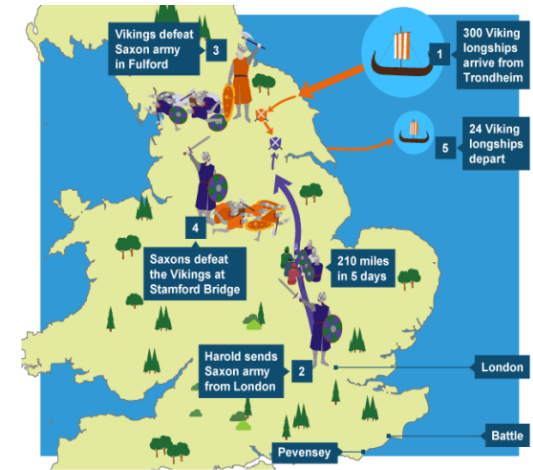 Vikings defeat
Saxon army
in Fulford
3
1
300 Viking
longships
arrive from
Trondheim
5
24 Viking
longships
depart
4
Saxons defeat
the Vikings at
Stamford Bridge
210 miles
in 5 days
Harold sends
Saxon army
from London
2
London
Battle
Pevensey